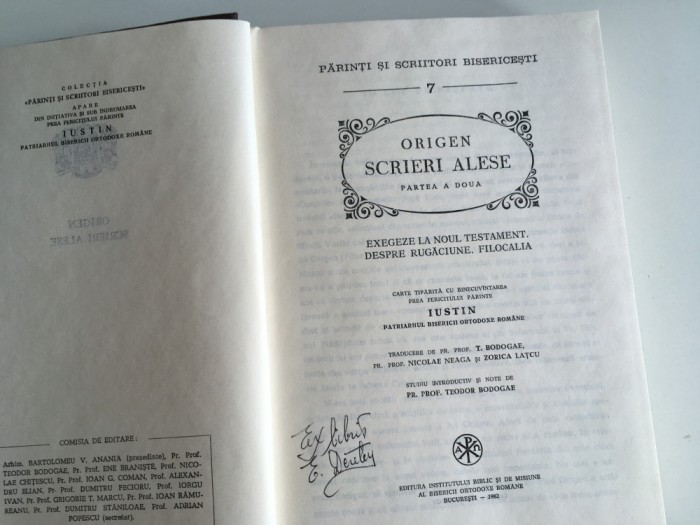 COLECȚIA
«PĂRINȚI ȘI SCRIITORI BISERICEȘTI»
APARE
DIN INIȚIATIVA ȘI SUB ÎNDRUMAREA
PREA FERICITULUI PĂRINTE
IUSTIN
PATRIARHUL BISERICII ORTODOXE ROMÂNE
ORIGEN
SCRIERI ALESE
COMISIA DE EDITARE :
Arhim. BARTOLOMEU V. ANANIA (președinte), Pr. Prof.
TEODOR BODOGAE, Pr. Prof. ENE BRANIȘTE, Prof. NICO-
LAE CHIȚESCU, Pr. Prof. IOAN G. COMAN, Prof. ALEXAN-
DRU ELIAN, Pr. Prof. DUMITRU FECIORU, Prof. IORGU
IVAN, Pr. Prof. GRIGORIE T. MARCU, Pr. Prof. IOAN RĂMU-
REANU, Pr. Prof. DUMITRU STĂNILOAE, Prof. ADRIAN
POPESCU (secretar).
PĂRINȚI ȘI SCRIITORI BISERICEȘTI
7
ORIGEN
SCRIERI ALESE
PARTEA A DOUA
EXEGEZE LA NOUL TESTAMENT.
DESPRE RUGĂCIUNE. FILOCALIA
CARTE TIPĂRITĂ CU BINECUVÎNTAREA
PREA FERICITULUI PĂRINTE
IUSTIN
PATRIARHUL BISERICII ORTODOXE ROMÂNE
TRADUCERE DE PR. PROF. T. BODOGAE,
PR. PROF. NICOLAE NEAGA ȘI ZORICA LAȚCU
STUDIU INTRODUCTIV ȘI NOTE DE
PR. PROF. TEODOR BODOGAE
Ex libris
E.
EDITURA INSTITUTULUI BIBLIC ȘI DE MISIUNE
AL BISERICII ORTODOXE ROMÂNE
BUCUREȘTI — 1982